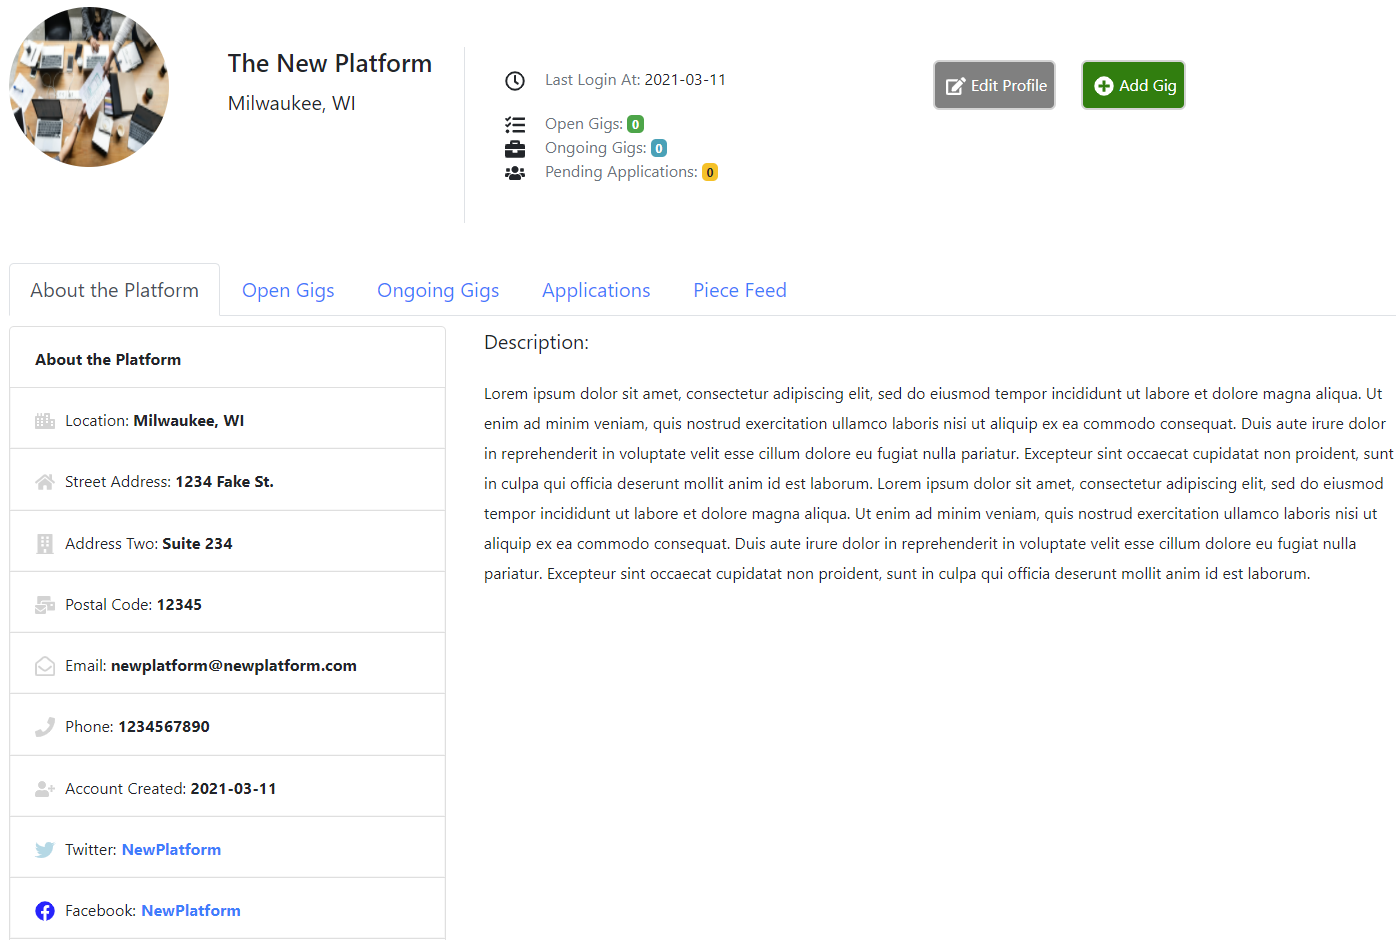 The New Platform
Milwaukee, WI
Last Login At: 2021-03-11
Open Gigs: 0
Ongoing Gigs: 0
Pending Applications: 0
Edit Profile
Add Gig
About the Platform
Open Gigs
Ongoing Gigs
Applications
Piece Feed
About the Platform
Location: Milwaukee, WI
Street Address: 1234 Fake St.
Address Two: Suite 234
Postal Code: 12345
Email: newplatform@newplatform.com
Phone: 1234567890
Account Created: 2021-03-11
Twitter: NewPlatform
Facebook: NewPlatform
Description:
Lorem ipsum dolor sit amet, consectetur adipiscing elit, sed do eiusmod tempor incididunt ut labore et dolore magna aliqua. Ut
enim ad minim veniam, quis nostrud exercitation ullamco laboris nisi ut aliquip ex ea commodo consequat. Duis aute irure dolor
in reprehenderit in voluptate velit esse cillum dolore eu fugiat nulla pariatur. Excepteur sint occaecat cupidatat non proident, sunt
in culpa qui officia deserunt mollit anim id est laborum. Lorem ipsum dolor sit amet, consectetur adipiscing elit, sed do eiusmod
tempor incididunt ut labore et dolore magna aliqua. Ut enim ad minim veniam, quis nostrud exercitation ullamco laboris nisi ut
aliquip ex ea commodo consequat. Duis aute irure dolor in reprehenderit in voluptate velit esse cillum dolore eu fugiat nulla
pariatur. Excepteur sint occaecat cupidatat non proident, sunt in culpa qui officia deserunt mollit anim id est laborum.